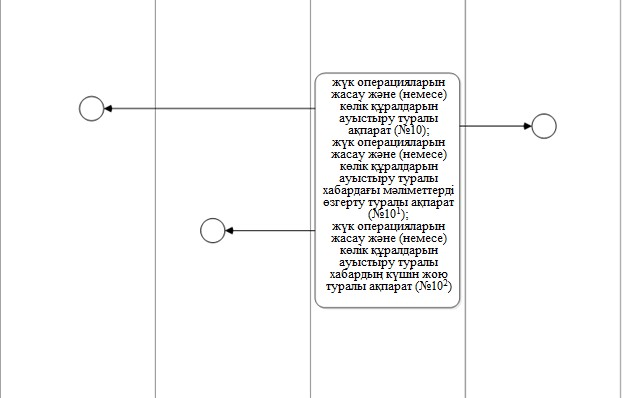 жүк операцияларын
жасау және (немесе)
көлік құралдарын
ауыстыру туралы
ақпарат (№10);
жүк операцияларын
жасау және (немесе)
көлік құралдарын
ауыстыру туралы
хабардағы мәліметтерді
өзгерту туралы ақпарат
(№10¹);
жүк операцияларын
жасау және (немесе)
көлік құралдарын
ауыстыру туралы
хабардың күшін жою
туралы ақпарат (№10²)